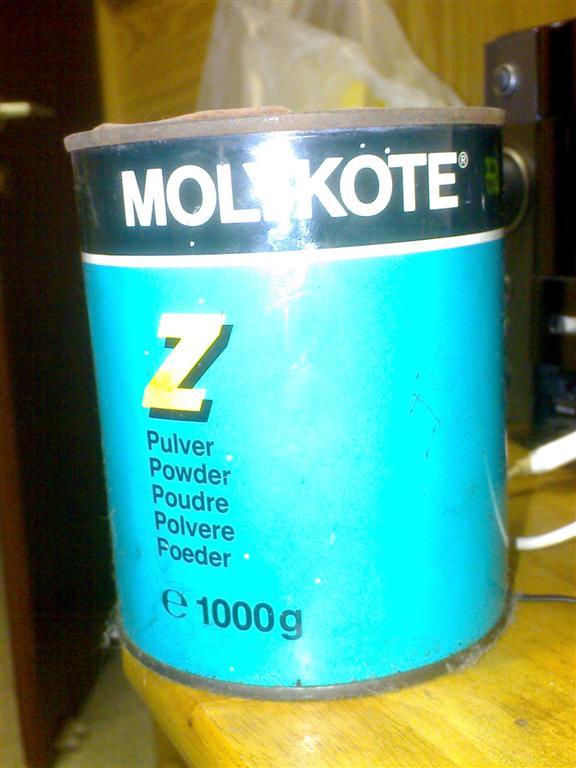 MOLYKOTE®
Z
Pulver
Powder
Poudre
Polvere
Foeder
℮ 1000g